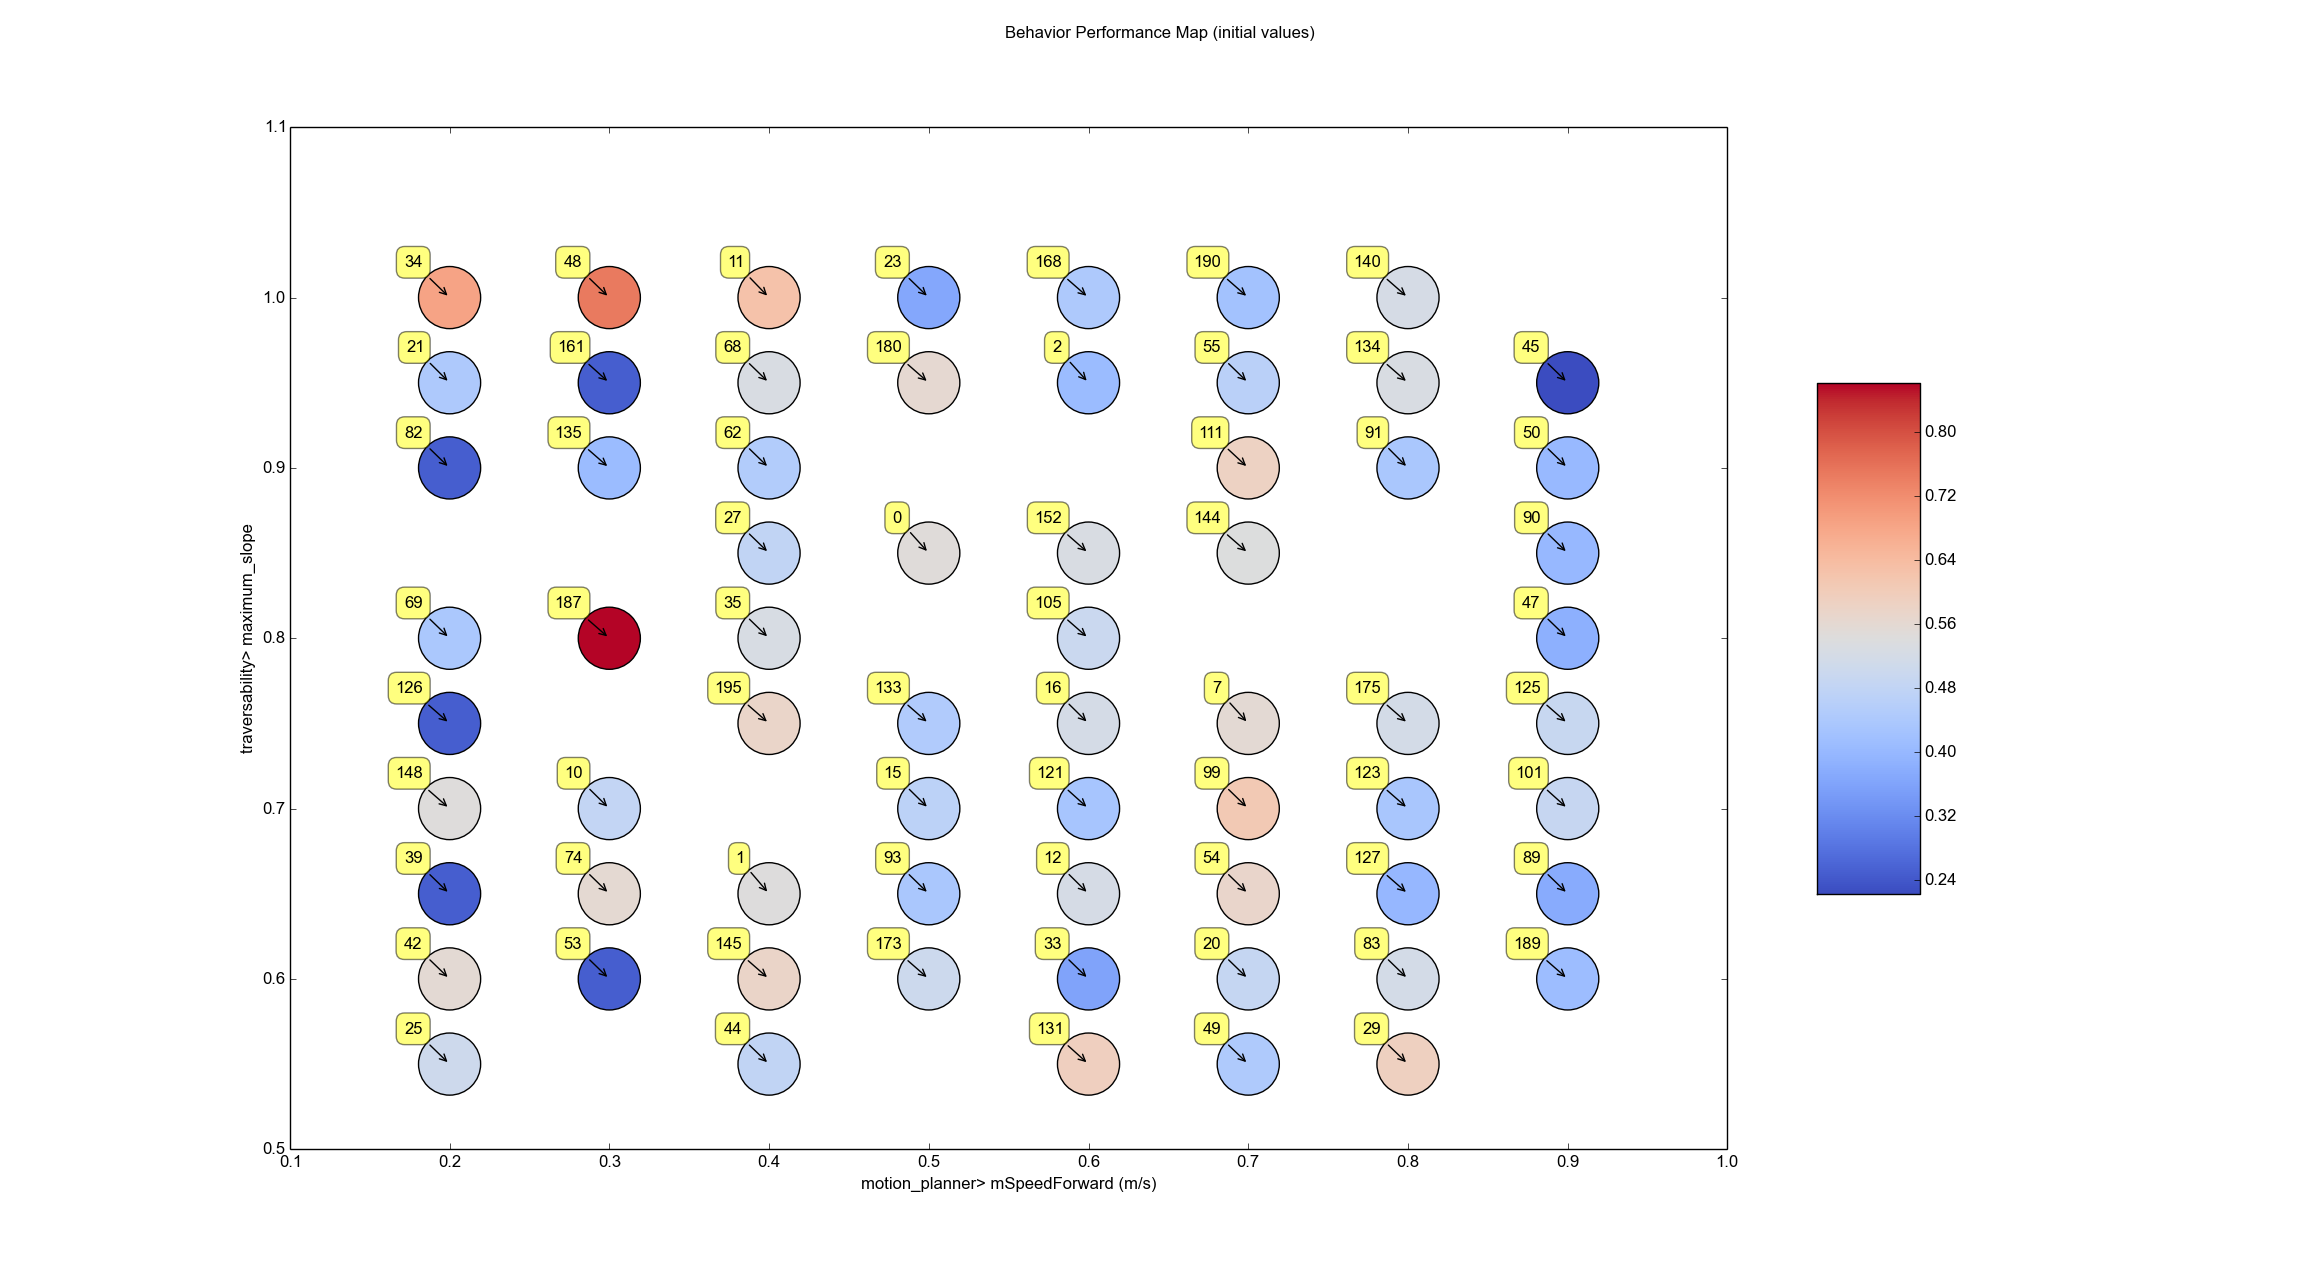 Behavior Performance Map (initial values)
1.1
34 48 11 23 168 190 140
1.0
21 161 68 180 2 55 134 45
82 135 62 111 91 50
0.9
27 0 152 144 90
69 187 35 105 47
0.8
126 195 133 16 7 175 125
148 10 15 121 99 123 101
0.7
39 74 1 93 12 54 127 89
42 53 145 173 33 20 83 189
0.6
25 44 131 49 29
0.5
traversability> maximum_slope
0.1 0.2 0.3 0.4 0.5 0.6 0.7 0.8 0.9 1.0
motion_planner> mSpeedForward (m/s)
0.80
0.72
0.64
0.56
0.48
0.40
0.32
0.24